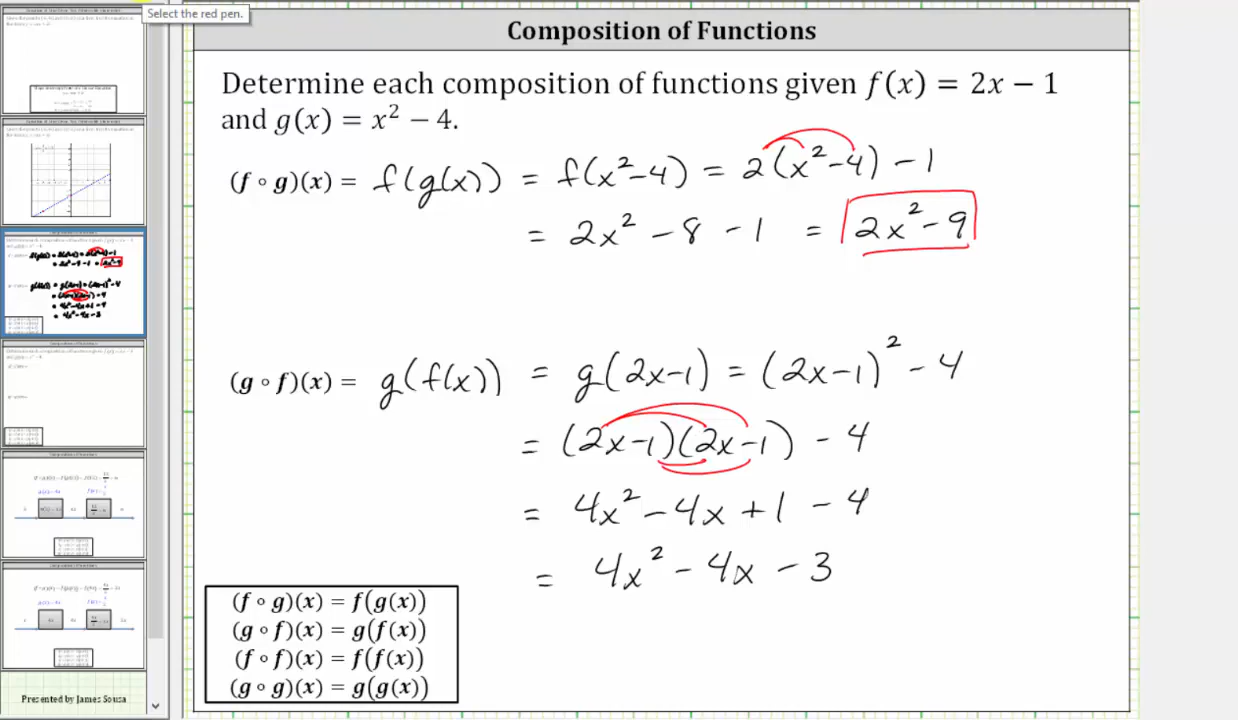 Select the red pen.
Composition of Functions
Determine each composition of functions given f(x) = 2x − 1
and g(x) = x² − 4.
(f ∘ g)(x) = f(g(x)) = f(x²-4) = 2(x²-4) - 1
= 2x² - 8 - 1 = 2x² - 9
(g ∘ f)(x) = g(f(x)) = g(2x-1) = (2x-1)² - 4
= (2x-1)(2x-1) - 4
= 4x² - 4x + 1 - 4
= 4x² - 4x - 3
(f ∘ g)(x) = f(g(x))
(g ∘ f)(x) = g(f(x))
(f ∘ f)(x) = f(f(x))
(g ∘ g)(x) = g(g(x))
Presented by James Sousa